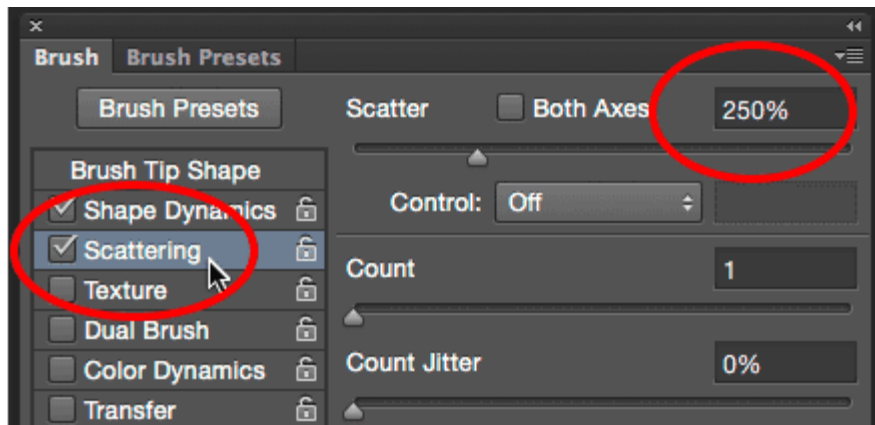 Brush Brush Presets
Brush Presets
Scatter Both Axes 250%
Brush Tip Shape
Shape Dynamics
Control: Off
Scattering
Count 1
Texture
Dual Brush
Color Dynamics
Count Jitter 0%
Transfer